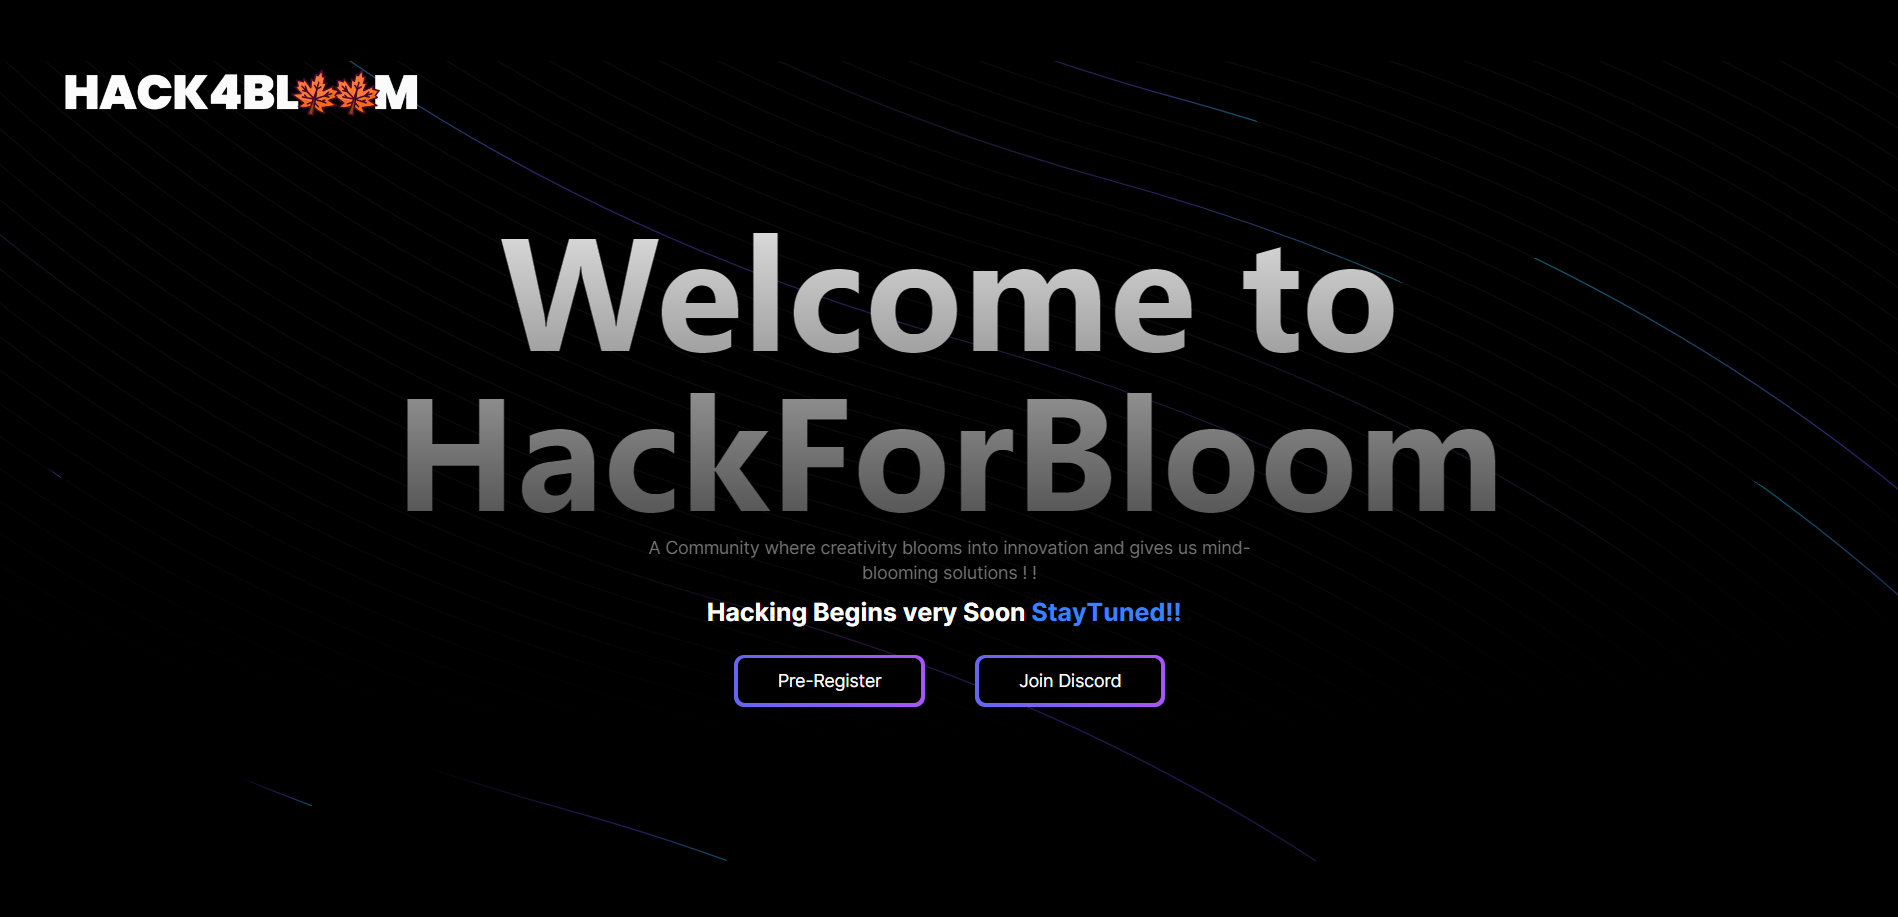 HACK4BLOOM
Welcome to
HackForBloom
A Community where creativity blooms into innovation and gives us mind-
blooming solutions ! !
Hacking Begins very Soon StayTuned!!
Pre-Register
Join Discord